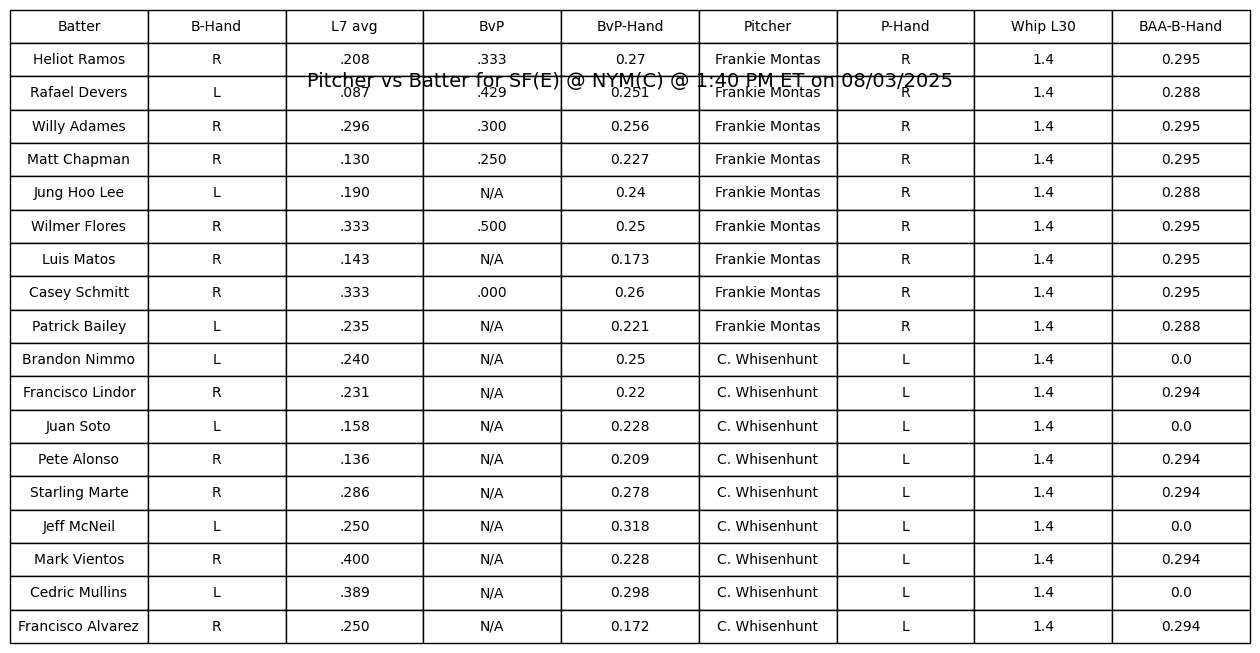 Batter B-Hand L7 avg BvP BvP-Hand Pitcher P-Hand Whip L30 BAA-B-Hand
Heliot Ramos R .208 .333 0.27 Frankie Montas R 1.4 0.295
Pitcher vs Batter for SF(E) @ NYM(C) @ 1:40 PM ET on 08/03/2025
Rafael Devers L .087 .429 0.251 Frankie Montas R 1.4 0.288
Willy Adames R .296 .300 0.256 Frankie Montas R 1.4 0.295
Matt Chapman R .130 .250 0.227 Frankie Montas R 1.4 0.295
Jung Hoo Lee L .190 N/A 0.24 Frankie Montas R 1.4 0.288
Wilmer Flores R .333 .500 0.25 Frankie Montas R 1.4 0.295
Luis Matos R .143 N/A 0.173 Frankie Montas R 1.4 0.295
Casey Schmitt R .333 .000 0.26 Frankie Montas R 1.4 0.295
Patrick Bailey L .235 N/A 0.221 Frankie Montas R 1.4 0.288
Brandon Nimmo L .240 N/A 0.25 C. Whisenhunt L 1.4 0.0
Francisco Lindor R .231 N/A 0.22 C. Whisenhunt L 1.4 0.294
Juan Soto L .158 N/A 0.228 C. Whisenhunt L 1.4 0.0
Pete Alonso R .136 N/A 0.209 C. Whisenhunt L 1.4 0.294
Starling Marte R .286 N/A 0.278 C. Whisenhunt L 1.4 0.294
Jeff McNeil L .250 N/A 0.318 C. Whisenhunt L 1.4 0.0
Mark Vientos R .400 N/A 0.228 C. Whisenhunt L 1.4 0.294
Cedric Mullins L .389 N/A 0.298 C. Whisenhunt L 1.4 0.0
Francisco Alvarez R .250 N/A 0.172 C. Whisenhunt L 1.4 0.294